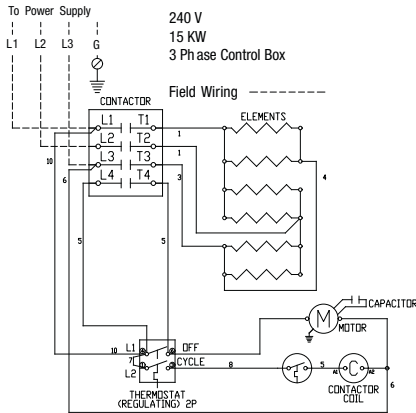 To Power Supply
L1 L2 L3 G
240 V
15 KW
3 Phase Control Box
Field Wiring
CONTACTOR
ELEMENTS
L1 T1
L2 T2
L3 T3
L4 T4
1
1
3
4
10
6
5
5
CAPACITOR
M
MOTOR
L1 OFF
10
7
CYCLE
L2
8
5
A1 C A2
THERMOSTAT
(REGULATING) 2P
CONTACTOR
COIL
6